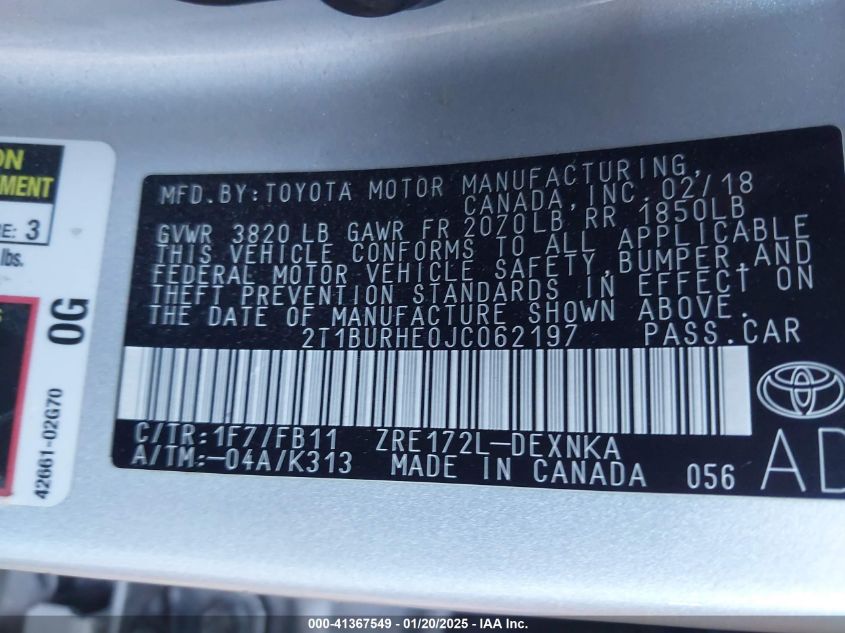 ON
EMENT
E: 3
lbs.
S
0G
42661-02G70
MFD.BY:TOYOTA MOTOR MANUFACTURING,
CANADA,INC. 02/18
GVWR 3820 LB GAWR FR 2070LB RR 1850LB
THIS VEHICLE CONFORMS TO ALL APPLICABLE
FEDERAL MOTOR VEHICLE SAFETY,BUMPER,AND
THEFT PREVENTION STANDARDS IN EFFECT ON
THE DATE OF MANUFACTURE SHOWN ABOVE.
2T1BURHE0JC062197 PASS.CAR
C/TR:1F7/FB11 ZRE172L-DEXNKA
A/TM:-04A/K313 MADE IN CANADA 056 AD
000-41367549 — 01/20/2025 — IAA Inc.